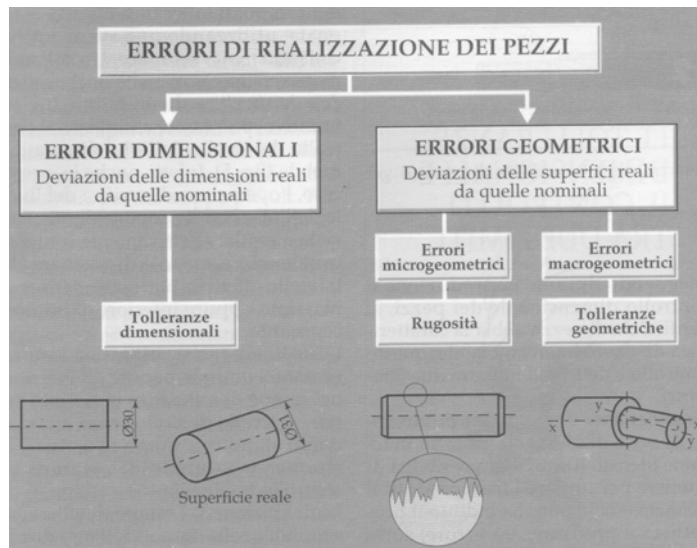 ERRORI DI REALIZZAZIONE DEI PEZZI
ERRORI DIMENSIONALI
Deviazioni delle dimensioni reali
da quelle nominali
ERRORI GEOMETRICI
Deviazioni delle superfici reali
da quelle nominali
Errori
microgeometrici
Errori
macrogeometrici
Tolleranze
dimensionali
Rugosità
Tolleranze
geometriche
Ø30
Ø30
Superficie reale
x
y
x
y